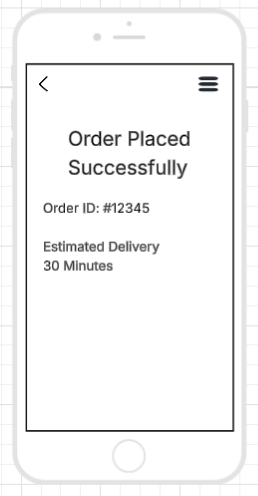 Order Placed
Successfully
Order ID: #12345
Estimated Delivery
30 Minutes